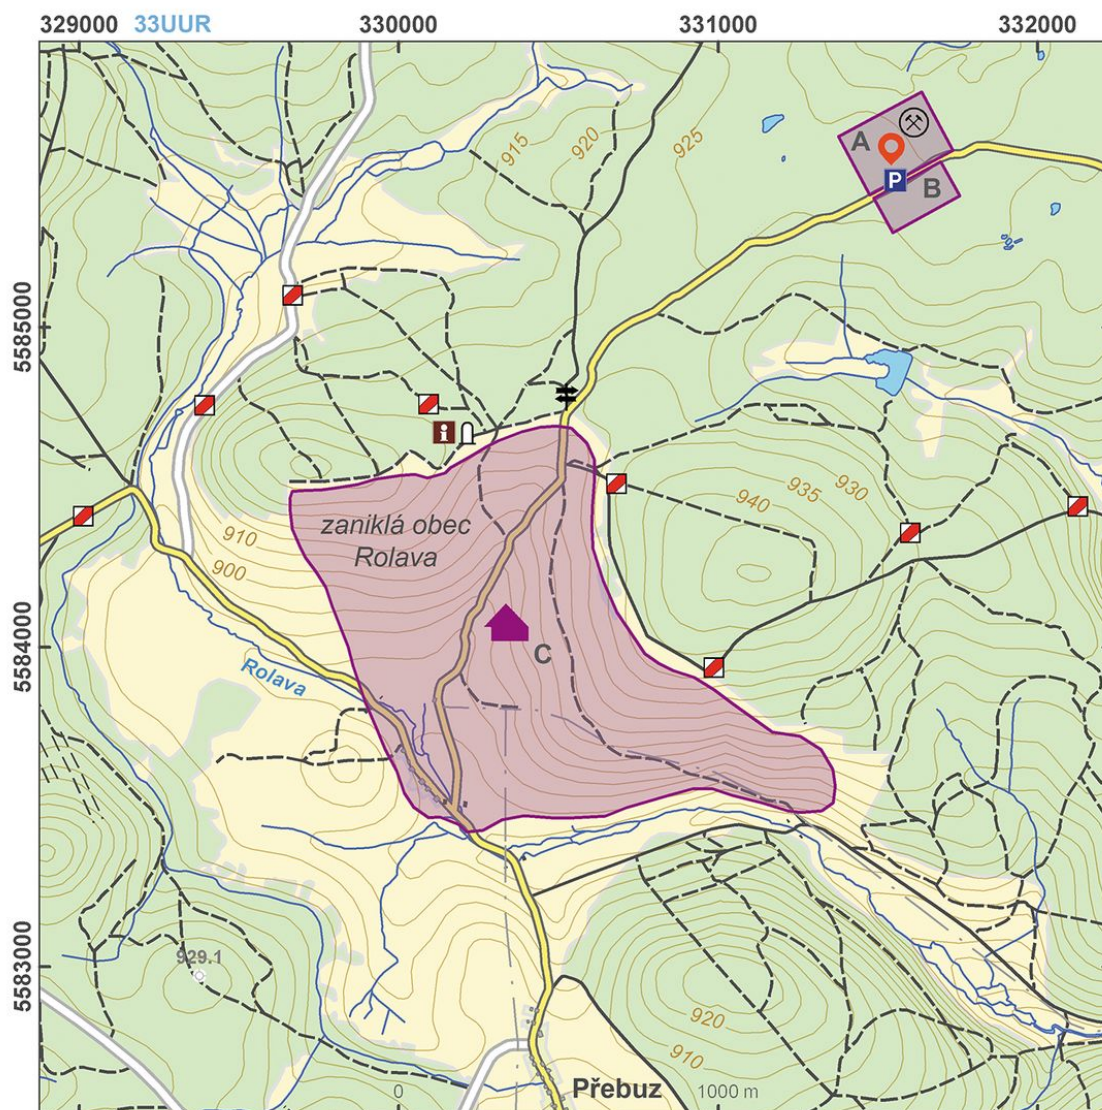 329000 33UUR 330000 331000 332000
915
920
925
A
P
B
5585000
i
940
935
930
910
900
zaniklá obec
Rolava
C
5584000
Rolava
929.1
5583000
920
910
0 1000 m
Přebuz